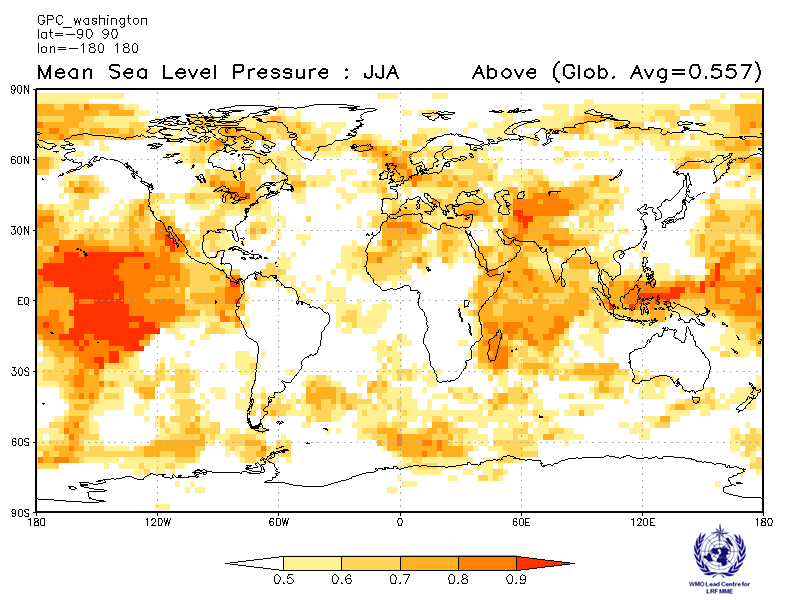 GPC_washington
lat=-90 90
lon=-180 180
Mean Sea Level Pressure : JJA Above (Glob. Avg=0.557)
90N
60N
30N
EQ
30S
60S
90S
180 120W 60W 0 60E 120E 180
0.5 0.6 0.7 0.8 0.9
WMO Lead Centre for
LRF MME